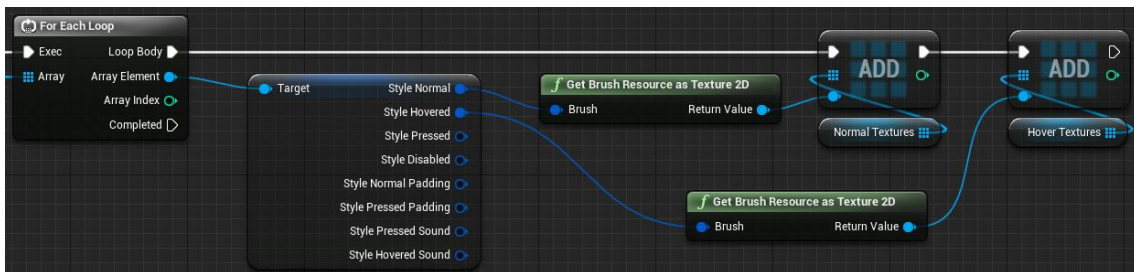 For Each Loop
Exec
Loop Body
Array
Array Element
Array Index
Completed
Target
Style Normal
Style Hovered
Style Pressed
Style Disabled
Style Normal Padding
Style Pressed Padding
Style Pressed Sound
Style Hovered Sound
f Get Brush Resource as Texture 2D
Brush
Return Value
f Get Brush Resource as Texture 2D
Brush
Return Value
ADD
Normal Textures
ADD
Hover Textures